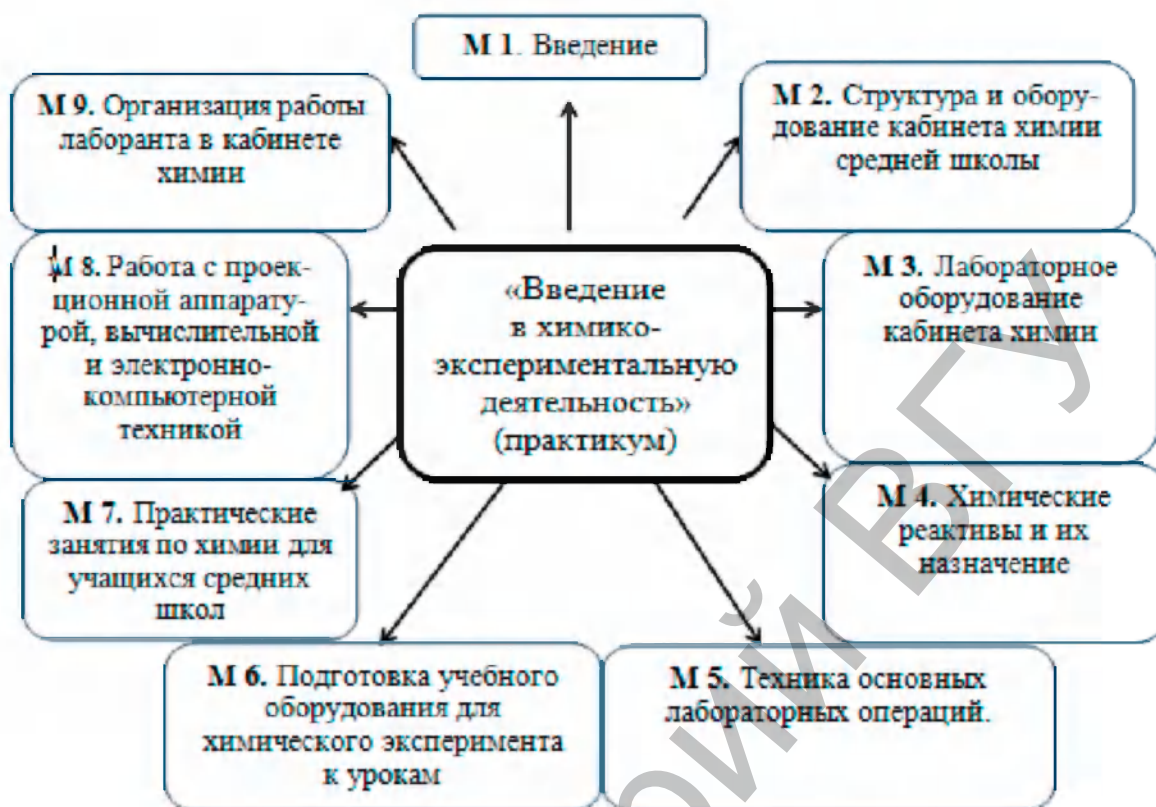 М 1. Введение
М 2. Структура и обору-
дование кабинета химии
средней школы
М 3. Лабораторное
оборудование
кабинета химии
М 4. Химические
реактивы и их
назначение
М 5. Техника основных
лабораторных операций.
М 6. Подготовка учебного
оборудования для
химического эксперимента
к урокам
М 7. Практические
занятия по химии для
учащихся средних
школ
М 8. Работа с проек-
ционной аппарату-
рой, вычислительной
и электронно-
компьютерной
техникой
М 9. Организация работы
лаборанта в кабинете
химии
«Введение
в химико-
экспериментальную
деятельность»
(практикум)
ВГУ